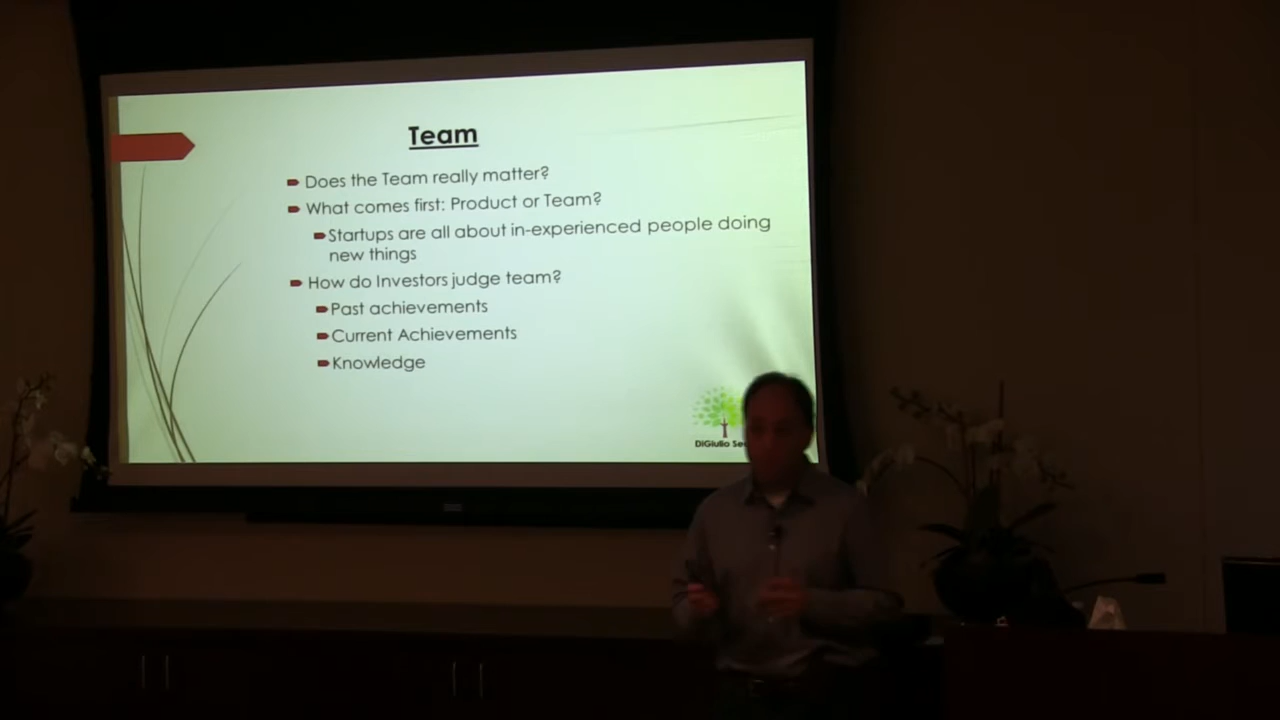 Team
Does the Team really matter?
What comes first: Product or Team?
Startups are all about in-experienced people doing
new things
How do Investors judge team?
Past achievements
Current Achievements
Knowledge
DiGiulio